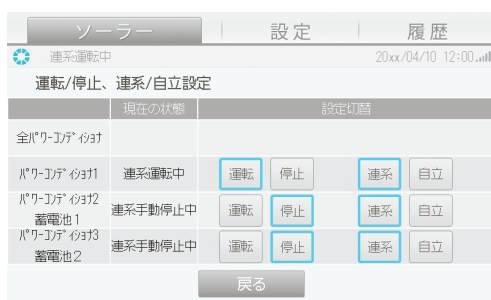 ソーラー 設定 履歴
連系運転中 20xx/04/10 12:00
運転/停止、連系/自立設定
現在の状態 設定切替
全ﾊﾟﾜｰｺﾝﾃﾞｨｼｮﾅ
ﾊﾟﾜｰｺﾝﾃﾞｨｼｮﾅ1 連系運転中 運転 停止 連系 自立
ﾊﾟﾜｰｺﾝﾃﾞｨｼｮﾅ2
蓄電池1 連系手動停止中 運転 停止 連系 自立
ﾊﾟﾜｰｺﾝﾃﾞｨｼｮﾅ3
蓄電池2 連系手動停止中 運転 停止 連系 自立
戻る